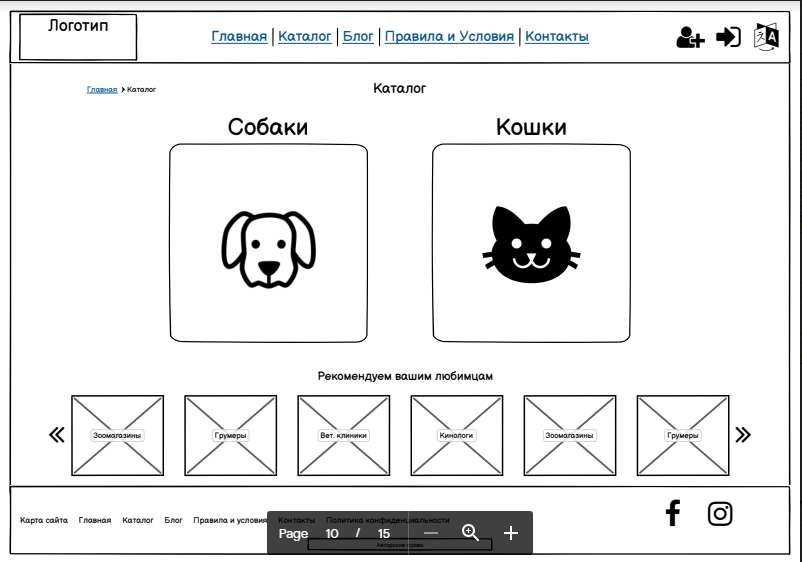 Логотип
Главная | Каталог | Блог | Правила и Условия | Контакты
Главная > Каталог
Каталог
Собаки Кошки
Рекомендуем вашим любимцам
Зоомагазины Грумеры Вет. клиники Кинологи Зоомагазины Грумеры
Карта сайта Главная Каталог Блог Правила и условия Контакты Политика конфиденциальности
Page 10 / 15
Авторские право